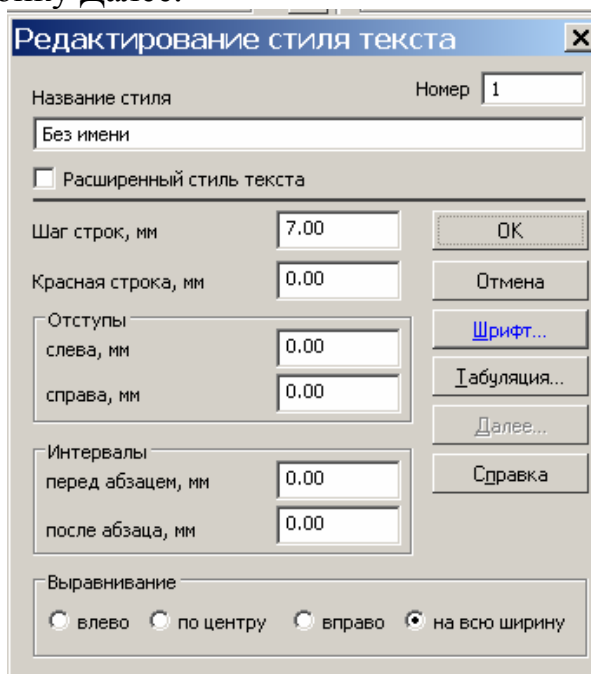 нку Далее.
Редактирование стиля текста
Название стиля
Номер 1
Без имени
Расширенный стиль текста
Шаг строк, мм 7.00 OK
Красная строка, мм 0.00 Отмена
Отступы
Шрифт...
слева, мм 0.00
Табуляция...
справа, мм 0.00
Далее...
Интервалы
перед абзацем, мм 0.00 Справка
после абзаца, мм 0.00
Выравнивание
влево по центру вправо на всю ширину